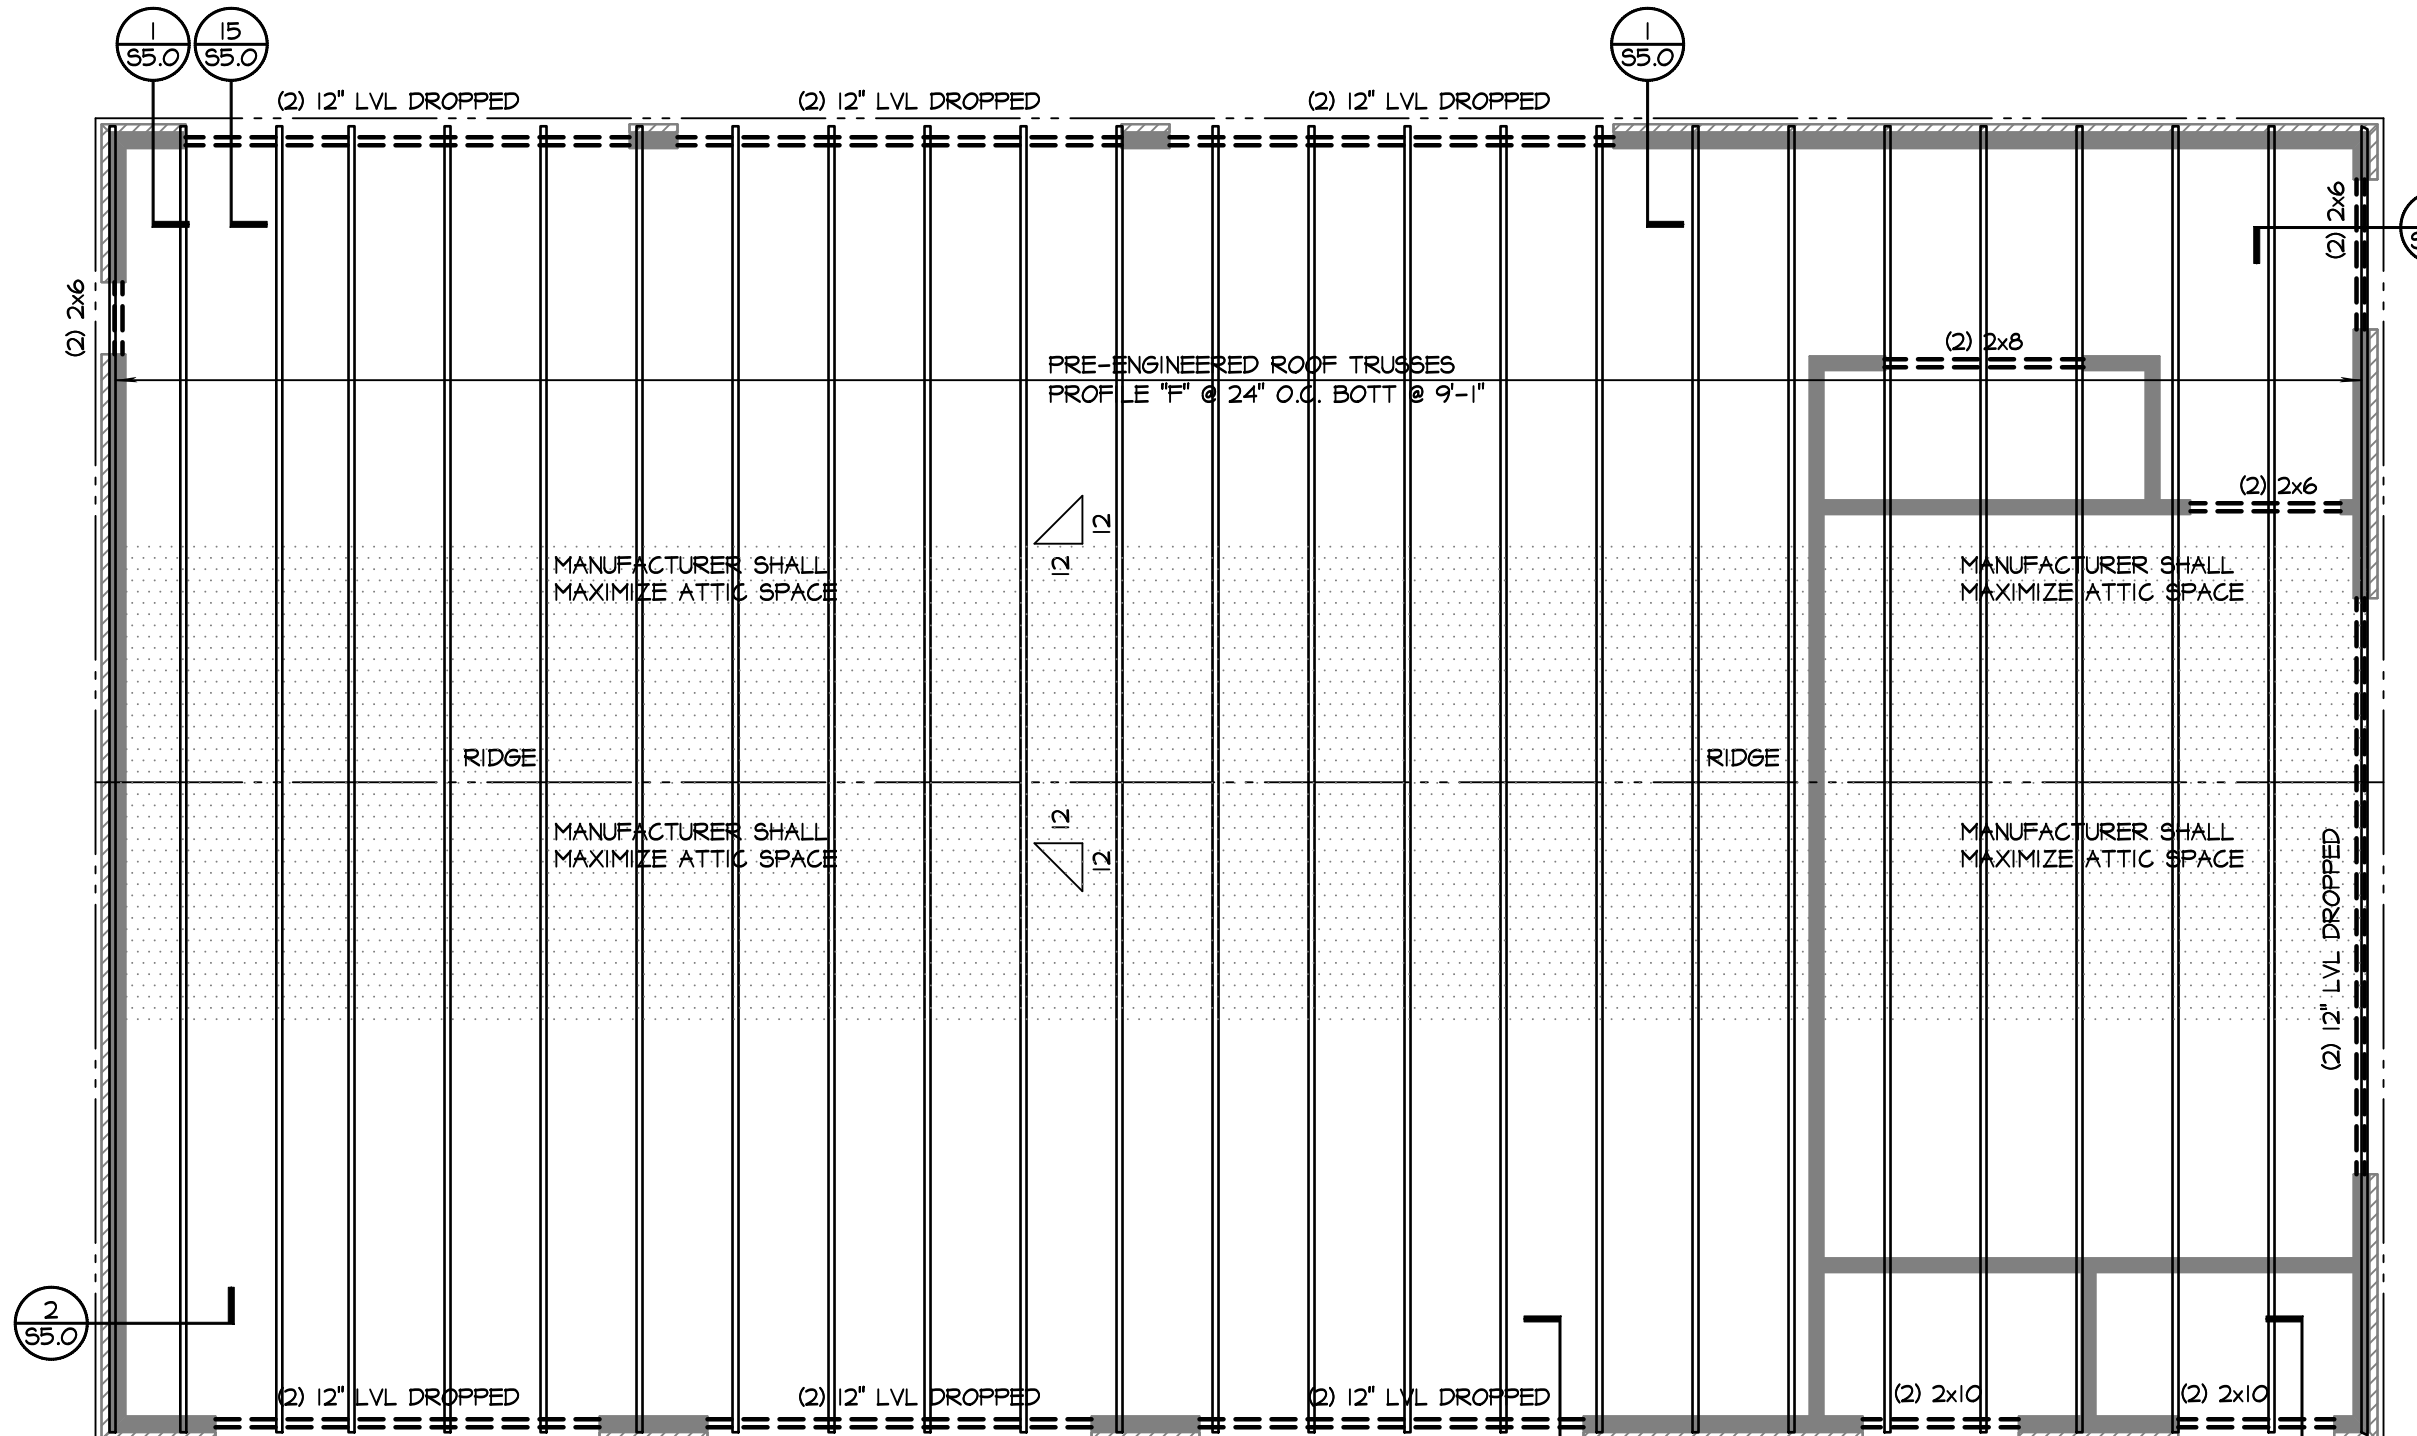 1
S5.0
15
S5.0
1
S5.0
(2) 12" LVL DROPPED
(2) 12" LVL DROPPED
(2) 12" LVL DROPPED
(2) 2x6
(2) 2x6
(2) 2x8
PRE-ENGINEERED ROOF TRUSSES
PROFILE "F" @ 24" O.C. BOTT @ 9'-1"
(2) 2x6
12
12
MANUFACTURER SHALL
MAXIMIZE ATTIC SPACE
MANUFACTURER SHALL
MAXIMIZE ATTIC SPACE
RIDGE
RIDGE
12
12
MANUFACTURER SHALL
MAXIMIZE ATTIC SPACE
MANUFACTURER SHALL
MAXIMIZE ATTIC SPACE
(2) 12" LVL DROPPED
2
S5.0
(2) 12" LVL DROPPED
(2) 12" LVL DROPPED
(2) 12" LVL DROPPED
(2) 2x10
(2) 2x10